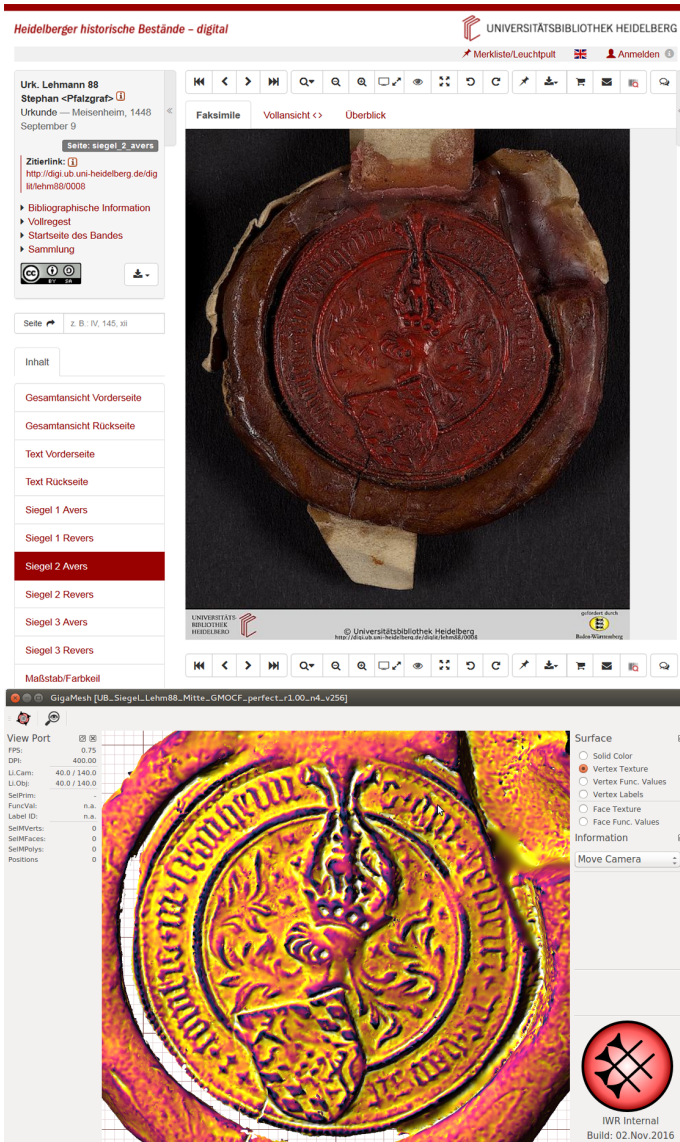 Heidelberger historische Bestände – digital
UNIVERSITÄTSBIBLIOTHEK HEIDELBERG
Merkliste/Leuchtpult
Anmelden
Urk. Lehmann 88
Stephan <Pfalzgraf>
Urkunde — Meisenheim, 1448
September 9
Seite: siegel_2_avers
Zitierlink:
http://digi.ub.uni-heidelberg.de/dig
lit/lehm88/0008
Bibliographische Information
Vollregest
Startseite des Bandes
Sammlung
cc BY SA
Seite
z. B.: IV, 145, xii
Inhalt
Gesamtansicht Vorderseite
Gesamtansicht Rückseite
Text Vorderseite
Text Rückseite
Siegel 1 Avers
Siegel 1 Revers
Siegel 2 Avers
Siegel 2 Revers
Siegel 3 Avers
Siegel 3 Revers
Maßstab/Farbkeil
Faksimile
Vollansicht <>
Überblick
UNIVERSITÄTS
BIBLIOTHEK
HEIDELBERG
© Universitätsbibliothek Heidelberg
http://digi.ub.uni-heidelberg.de/diglit/lehm88/0008
gefördert durch
Baden-Württemberg
GigaMesh [UB_Siegel_Lehm88_Mitte_GMOCF_perfect_r1.00_n4_v256]
View Port
FPS: 0.75
DPI: 400.00
Li.Cam: 40.0 / 140.0
Li.Obj: 40.0 / 140.0
SelPrim: -
FuncVal: n.a.
Label ID: n.a.
SelMVerts: 0
SelMFaces: 0
SelMPolys: 0
Positions 0
Surface
Solid Color
Vertex Texture
Vertex Func. Values
Vertex Labels
Face Texture
Face Func. Values
Information
Move Camera
IWR Internal
Build: 02.Nov.2016